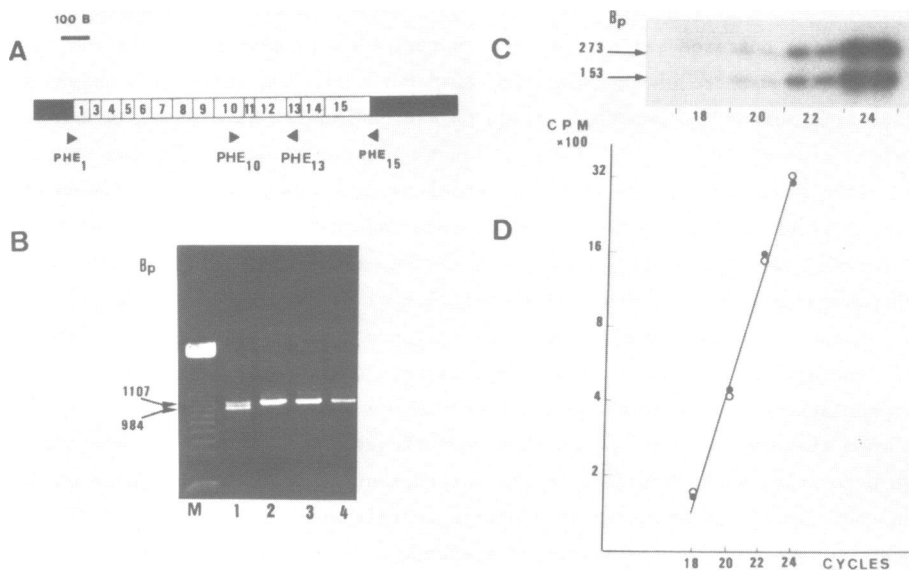 100 B
A
1 3 4 5 6 7 8 9 10 11 12 13 14 15
PHE1 PHE10 PHE13 PHE15
B
Bp
1107
984
M 1 2 3 4
C
Bp
273
153
18 20 22 24
CPM
×100
D
32
16
8
4
2
18 20 22 24 CYCLES